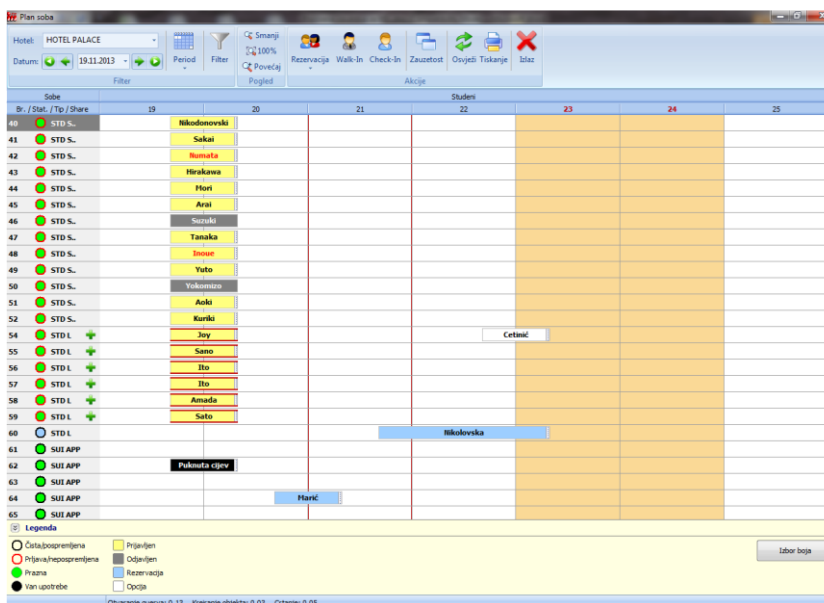 Plan soba
Hotel: HOTEL PALACE
Datum: 19.11.2013
Period
Filter
Smanji
100%
Povećaj
Rezervacija Walk-In Check-In Zauzetost Osvježi Tiskanje Izlaz
Filter Pogled Akcije
Sobe Studeni
Br. / Stat. / Tip / Share 19 20 21 22 23 24 25
40 STD S.. Nikodonovski
41 STD S.. Sakai
42 STD S.. Numata
43 STD S.. Hirakawa
44 STD S.. Mori
45 STD S.. Arai
46 STD S.. Suzuki
47 STD S.. Tanaka
48 STD S.. Inoue
49 STD S.. Yuto
50 STD S.. Yokomizo
51 STD S.. Aoki
52 STD S.. Kuriki
54 STD L Joy Cetinić
55 STD L Sano
56 STD L Ito
57 STD L Ito
58 STD L Amada
59 STD L Sato
60 STD L Nikolovska
61 SUI APP
62 SUI APP Puknuta cijev
63 SUI APP
64 SUI APP Marić
65 SUI APP
Legenda
Čista/pospremljena Prijavljen
Prljava/nepospremljena Odjavljen
Prazna Rezervacija
Van upotrebe Opcija
Izbor boja